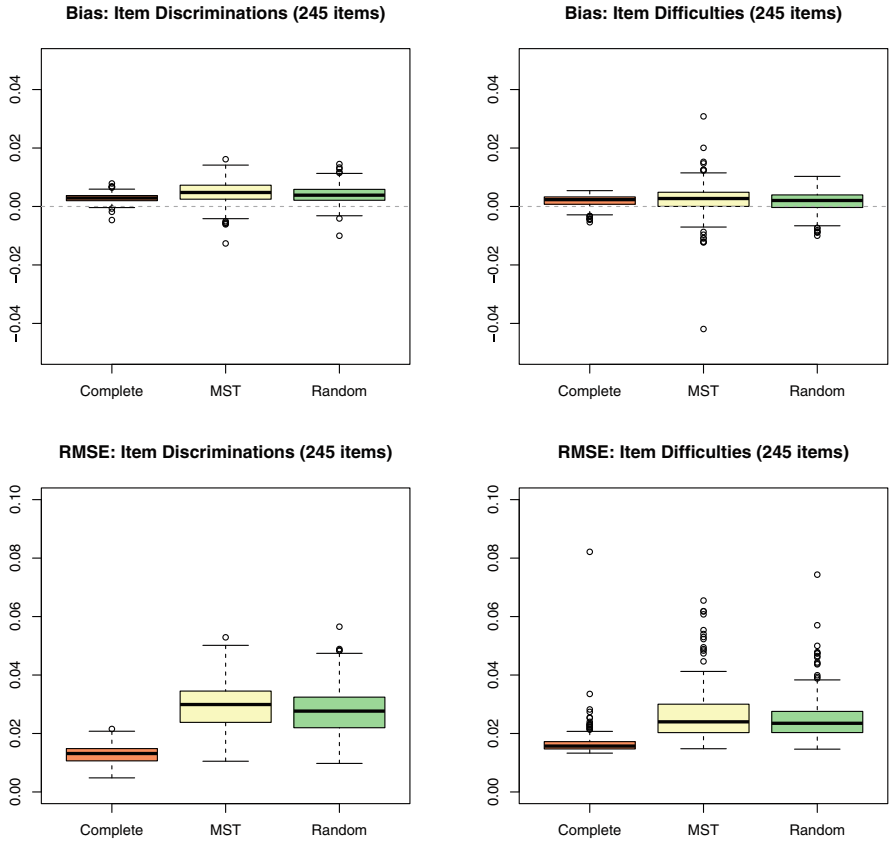 Bias: Item Discriminations (245 items)
0.04
0.02
0.00
−0.02
−0.04
Complete
MST
Random
Bias: Item Difficulties (245 items)
0.04
0.02
0.00
−0.02
−0.04
Complete
MST
Random
RMSE: Item Discriminations (245 items)
0.10
0.08
0.06
0.04
0.02
0.00
Complete
MST
Random
RMSE: Item Difficulties (245 items)
0.10
0.08
0.06
0.04
0.02
0.00
Complete
MST
Random